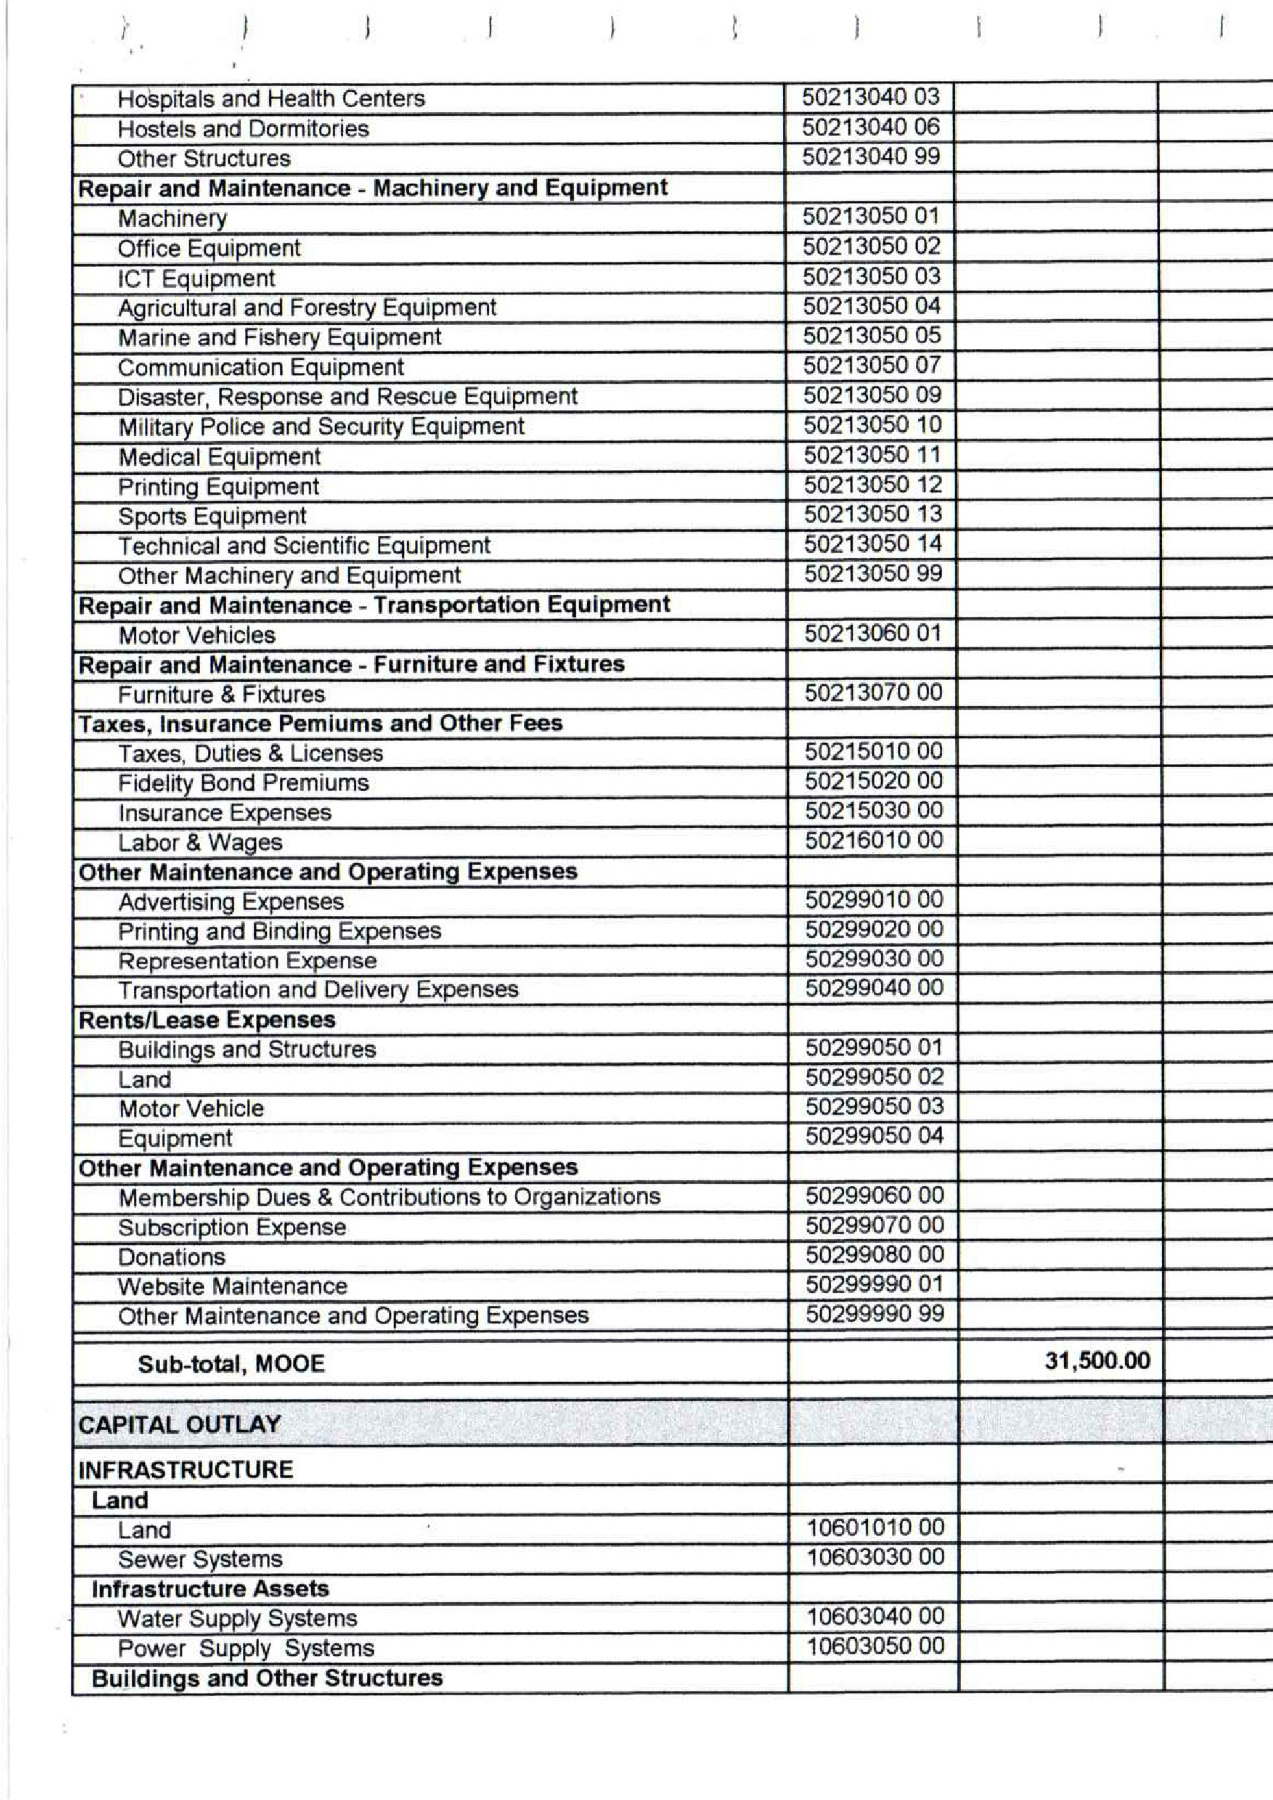 Hospitals and Health Centers 50213040 03
Hostels and Dormitories 50213040 06
Other Structures 50213040 99
Repair and Maintenance - Machinery and Equipment
Machinery 50213050 01
Office Equipment 50213050 02
ICT Equipment 50213050 03
Agricultural and Forestry Equipment 50213050 04
Marine and Fishery Equipment 50213050 05
Communication Equipment 50213050 07
Disaster, Response and Rescue Equipment 50213050 09
Military Police and Security Equipment 50213050 10
Medical Equipment 50213050 11
Printing Equipment 50213050 12
Sports Equipment 50213050 13
Technical and Scientific Equipment 50213050 14
Other Machinery and Equipment 50213050 99
Repair and Maintenance - Transportation Equipment
Motor Vehicles 50213060 01
Repair and Maintenance - Furniture and Fixtures
Furniture & Fixtures 50213070 00
Taxes, Insurance Pemiums and Other Fees
Taxes, Duties & Licenses 50215010 00
Fidelity Bond Premiums 50215020 00
Insurance Expenses 50215030 00
Labor & Wages 50216010 00
Other Maintenance and Operating Expenses
Advertising Expenses 50299010 00
Printing and Binding Expenses 50299020 00
Representation Expense 50299030 00
Transportation and Delivery Expenses 50299040 00
Rents/Lease Expenses
Buildings and Structures 50299050 01
Land 50299050 02
Motor Vehicle 50299050 03
Equipment 50299050 04
Other Maintenance and Operating Expenses
Membership Dues & Contributions to Organizations 50299060 00
Subscription Expense 50299070 00
Donations 50299080 00
Website Maintenance 50299990 01
Other Maintenance and Operating Expenses 50299990 99
Sub-total, MOOE 31,500.00
CAPITAL OUTLAY
INFRASTRUCTURE -
Land
Land 10601010 00
Sewer Systems 10603030 00
Infrastructure Assets
Water Supply Systems 10603040 00
Power Supply Systems 10603050 00
Buildings and Other Structures